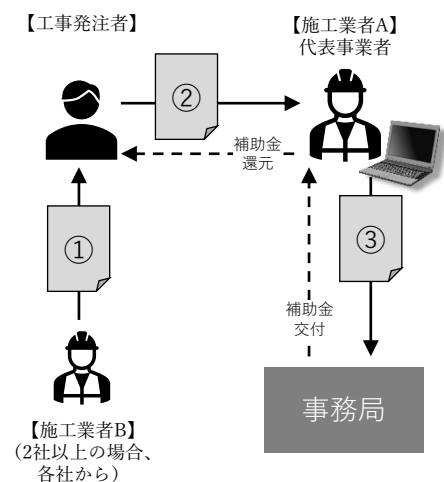 【工事発注者】
【施工業者A】
代表事業者
②
補助金
還元
①
③
補助金
交付
事務局
【施工業者B】
（2社以上の場合、
各社から）